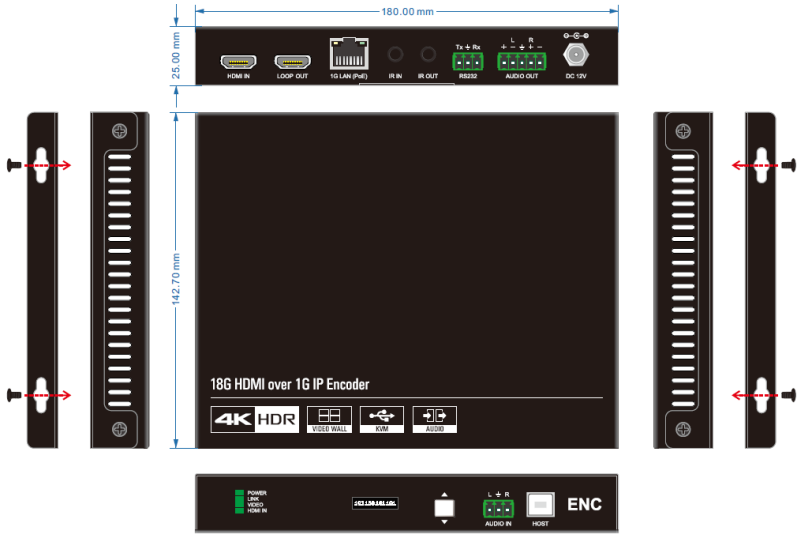 180.00 mm
25.00 mm
HDMI IN
LOOP OUT
1G LAN (PoE)
IR IN
IR OUT
Tx Rx
RS232
L R
+ − + −
AUDIO OUT
DC 12V
142.70 mm
18G HDMI over 1G IP Encoder
4K HDR
VIDEO WALL
KVM
AUDIO
POWER
LINK
VIDEO
HDMI IN
L R
AUDIO IN
HOST
ENC